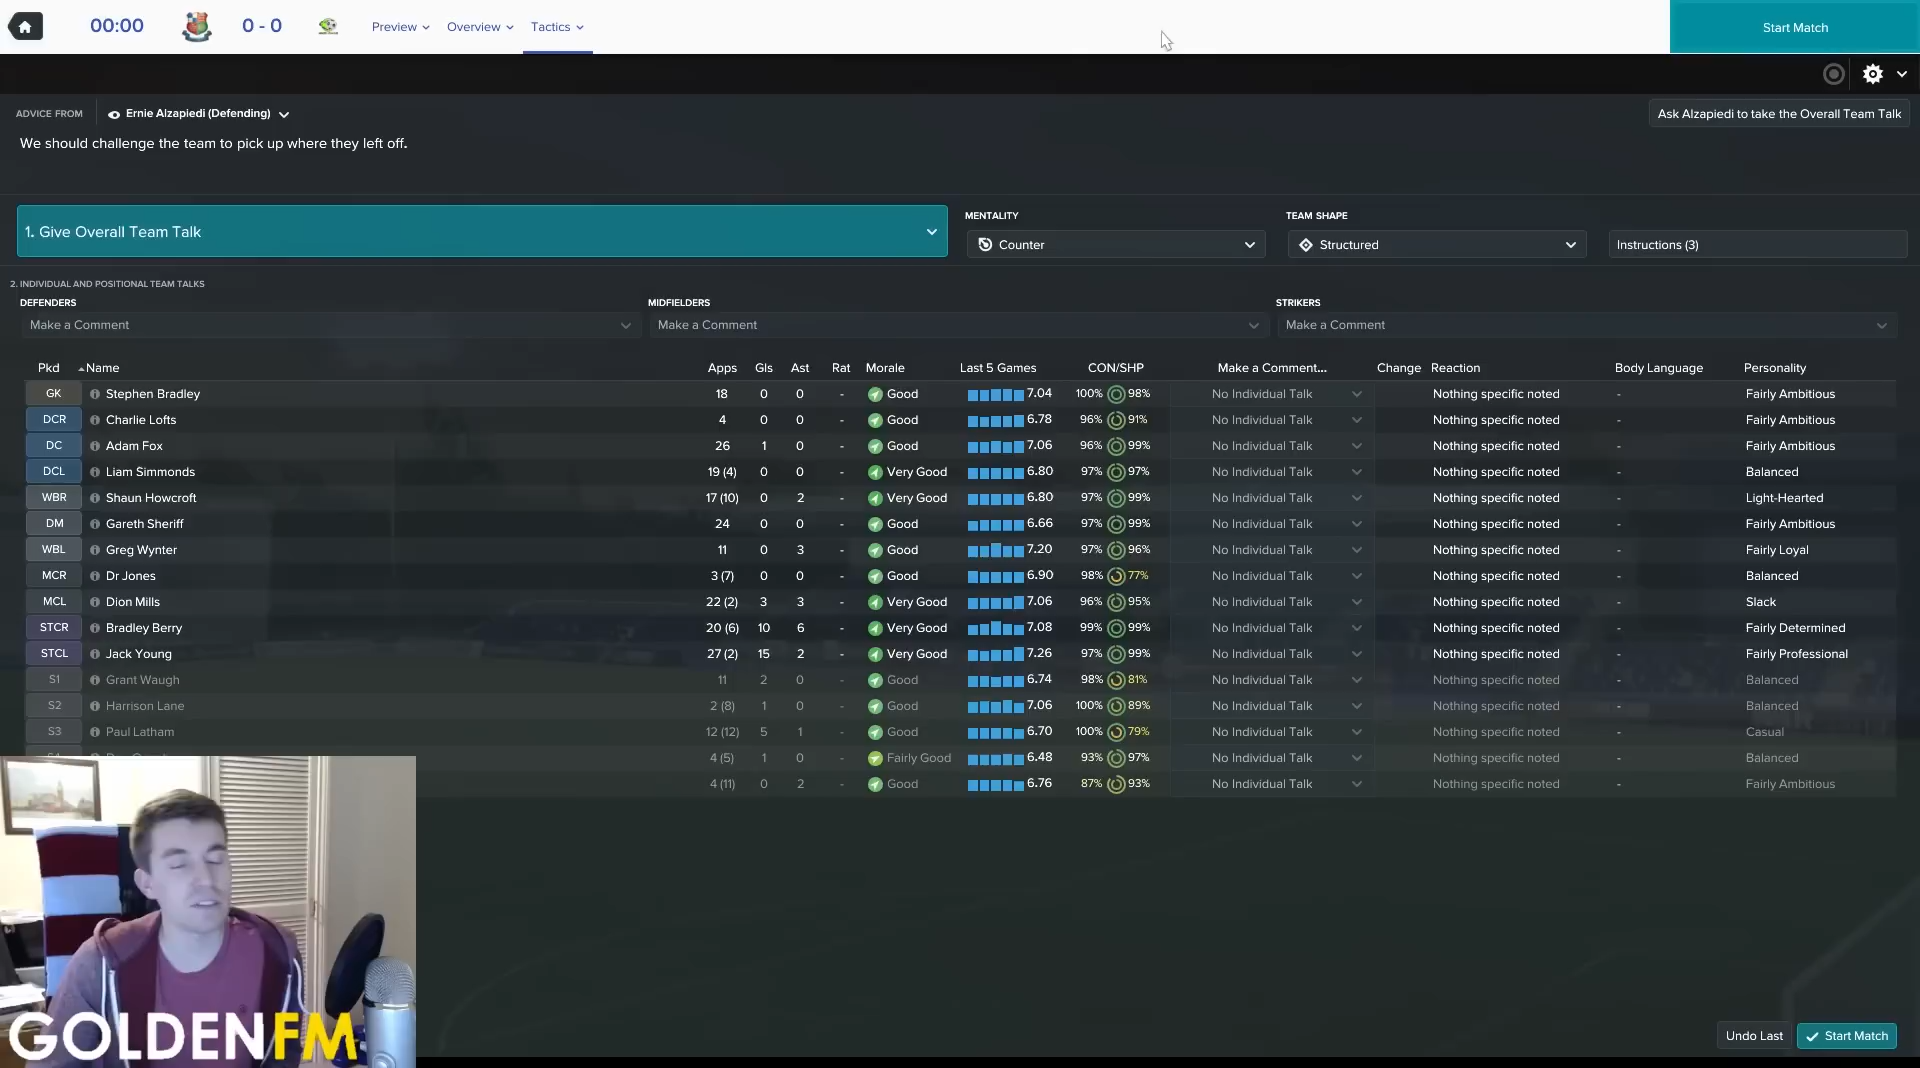 00:00 0 - 0 Preview Overview Tactics Start Match
ADVICE FROM Ernie Alzapiedi (Defending) Ask Alzapiedi to take the Overall Team Talk
We should challenge the team to pick up where they left off.
1. Give Overall Team Talk
MENTALITY
Counter
TEAM SHAPE
Structured
Instructions (3)
2. INDIVIDUAL AND POSITIONAL TEAM TALKS
DEFENDERS MIDFIELDERS STRIKERS
Make a Comment Make a Comment Make a Comment
Pkd Name Apps Gls Ast Rat Morale Last 5 Games CON/SHP Make a Comment... Change Reaction Body Language Personality
GK Stephen Bradley 18 0 0 - Good 7.04 100% 98% No Individual Talk Nothing specific noted - Fairly Ambitious
DCR Charlie Lofts 4 0 0 - Good 6.78 96% 91% No Individual Talk Nothing specific noted - Fairly Ambitious
DC Adam Fox 26 1 0 - Good 7.06 96% 99% No Individual Talk Nothing specific noted - Fairly Ambitious
DCL Liam Simmonds 19 (4) 0 0 - Very Good 6.80 97% 97% No Individual Talk Nothing specific noted - Balanced
WBR Shaun Howcroft 17 (10) 0 2 - Very Good 6.80 97% 99% No Individual Talk Nothing specific noted - Light-Hearted
DM Gareth Sheriff 24 0 0 - Good 6.66 97% 99% No Individual Talk Nothing specific noted - Fairly Ambitious
WBL Greg Wynter 11 0 3 - Good 7.20 97% 96% No Individual Talk Nothing specific noted - Fairly Loyal
MCR Dr Jones 3 (7) 0 0 - Good 6.90 98% 77% No Individual Talk Nothing specific noted - Balanced
MCL Dion Mills 22 (2) 3 3 - Very Good 7.06 96% 95% No Individual Talk Nothing specific noted - Slack
STCR Bradley Berry 20 (6) 10 6 - Very Good 7.08 99% 99% No Individual Talk Nothing specific noted - Fairly Determined
STCL Jack Young 27 (2) 15 2 - Very Good 7.26 97% 99% No Individual Talk Nothing specific noted - Fairly Professional
S1 Grant Waugh 11 2 0 - Good 6.74 98% 81% No Individual Talk Nothing specific noted - Balanced
S2 Harrison Lane 2 (8) 1 0 - Good 7.06 100% 89% No Individual Talk Nothing specific noted - Balanced
S3 Paul Latham 12 (12) 5 1 - Good 6.70 100% 79% No Individual Talk Nothing specific noted - Casual
4 (5) 1 0 - Fairly Good 6.48 93% 97% No Individual Talk Nothing specific noted - Balanced
4 (11) 0 2 - Good 6.76 87% 93% No Individual Talk Nothing specific noted - Fairly Ambitious
GOLDENFM
Undo Last Start Match